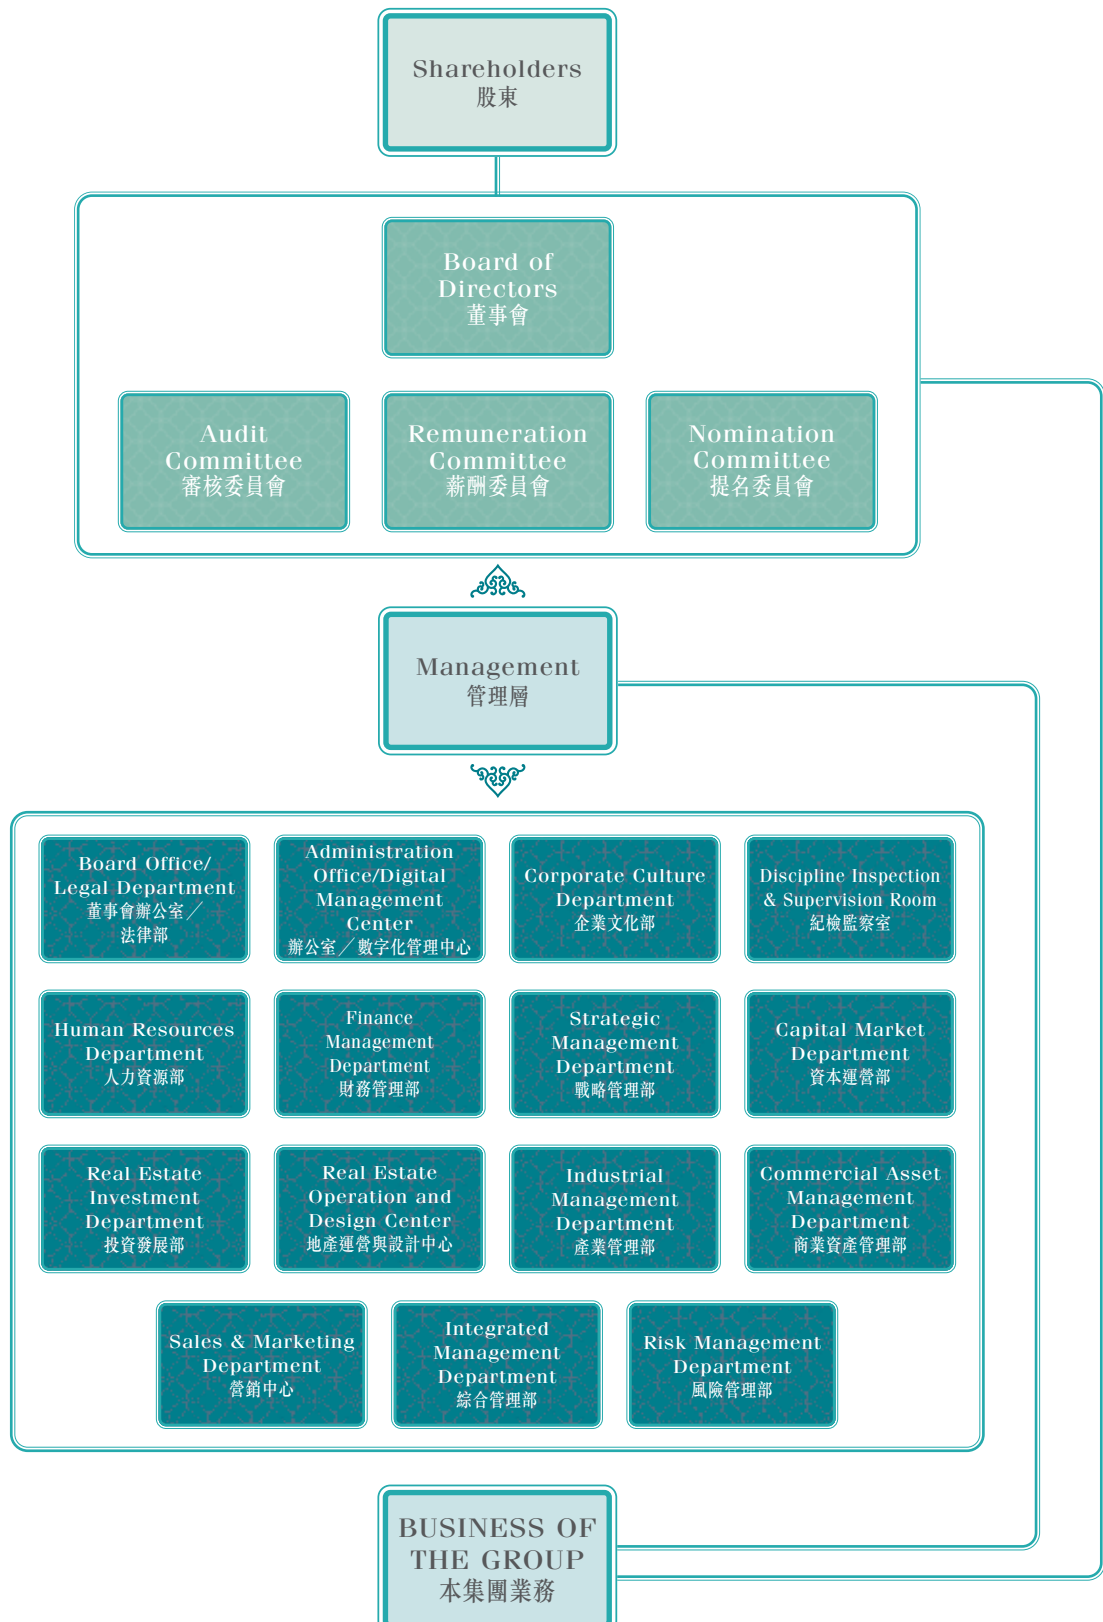 Shareholders
股東
Board of
Directors
董事會
Audit
Committee
審核委員會
Remuneration
Committee
薪酬委員會
Nomination
Committee
提名委員會
Management
管理層
Board Office/
Legal Department
董事會辦公室／
法律部
Administration
Office/Digital
Management
Center
辦公室／數字化管理中心
Corporate Culture
Department
企業文化部
Discipline Inspection
& Supervision Room
紀檢監察室
Human Resources
Department
人力資源部
Finance
Management
Department
財務管理部
Strategic
Management
Department
戰略管理部
Capital Market
Department
資本運營部
Real Estate
Investment
Department
投資發展部
Real Estate
Operation and
Design Center
地產運營與設計中心
Industrial
Management
Department
產業管理部
Commercial Asset
Management
Department
商業資產管理部
Sales & Marketing
Department
營銷中心
Integrated
Management
Department
綜合管理部
Risk Management
Department
風險管理部
BUSINESS OF
THE GROUP
本集團業務